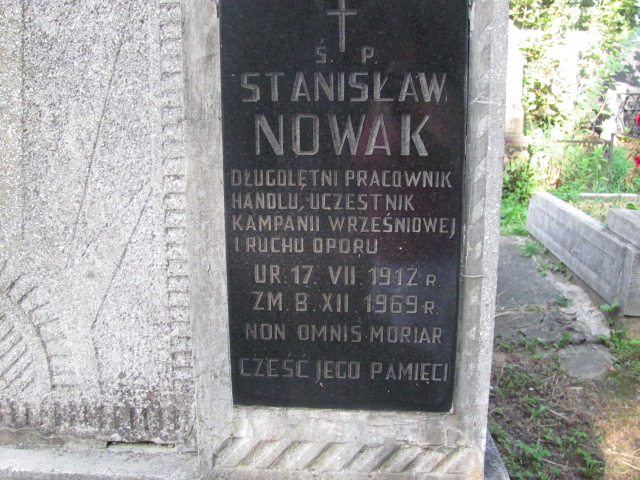 Ś. P.
STANISŁAW
NOWAK
DŁUGOLĘTNI PRACOWNIK
HANDLU, UCZESTNIK
KAMPANII WRZEŚNIOWEJ
I RUCHU OPORU
UR. 17 VII 1912 R.
ZM. 8. XII 1969 R.
NON OMNIS MORIAR
CZEŚĆ JEGO PAMIĘCI